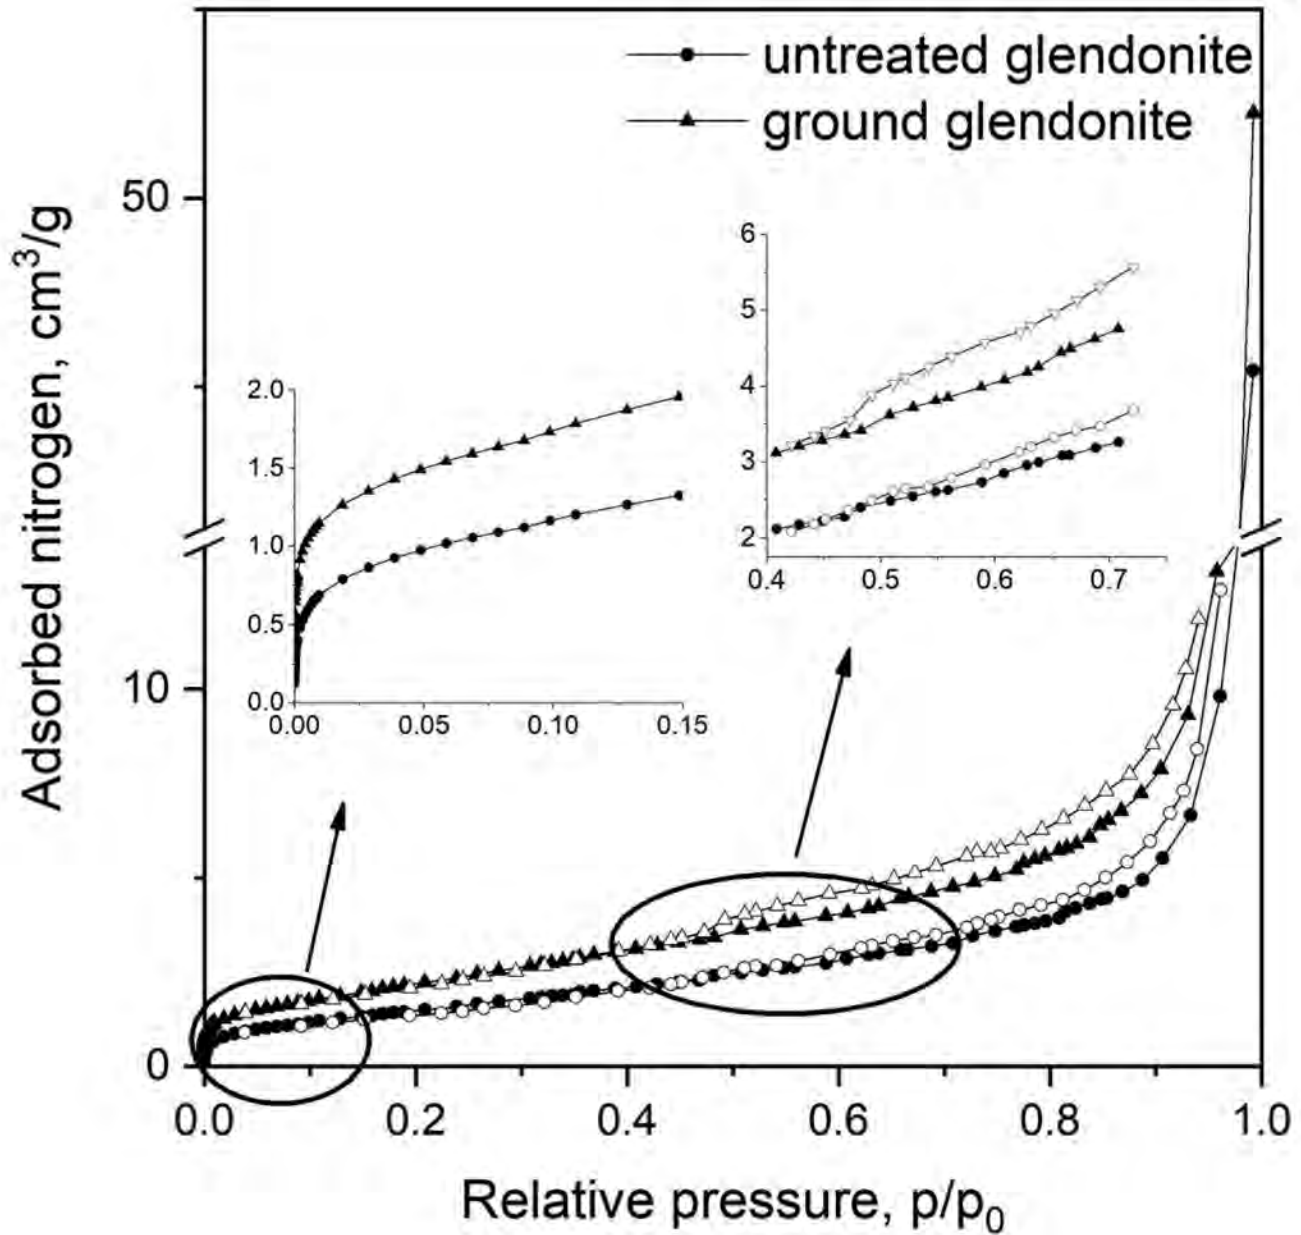 untreated glendonite
ground glendonite
Adsorbed nitrogen, cm³/g
50
10
0
6
5
4
3
2
0.4 0.5 0.6 0.7
2.0
1.5
1.0
0.5
0.0
0.00 0.05 0.10 0.15
0.0 0.2 0.4 0.6 0.8 1.0
Relative pressure, p/p₀